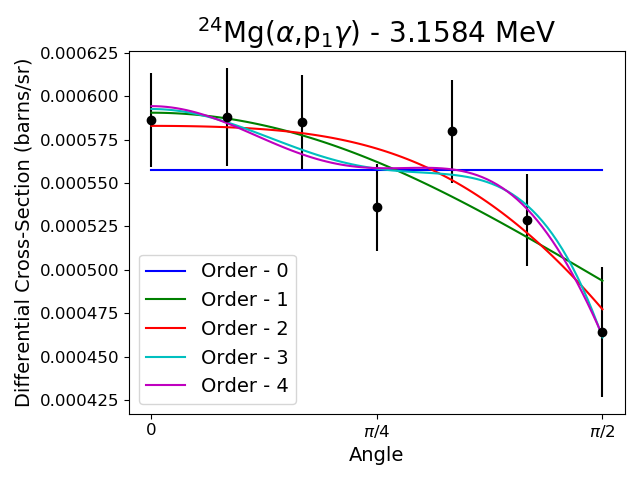 ²⁴Mg(α,p₁γ) - 3.1584 MeV
Differential Cross-Section (barns/sr)
0.000625
0.000600
0.000575
0.000550
0.000525
0.000500
0.000475
0.000450
0.000425
Order - 0
Order - 1
Order - 2
Order - 3
Order - 4
0
π/4
π/2
Angle